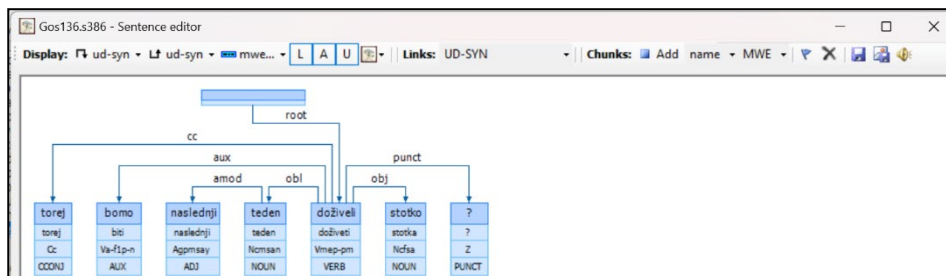 Gos136.s386 - Sentence editor
Display: ud-syn ud-syn mwe... L A U Links: UD-SYN Chunks: Add name MWE
root
cc
aux punct
amod obl obj
torej bomo naslednji teden doživeli stotko ?
torej biti naslednji teden doživeti stotka ?
Cc Va-f1p-n Agpmsay Ncmsan Vmep-pm Ncfsa Z
CCONJ AUX ADJ NOUN VERB NOUN PUNCT